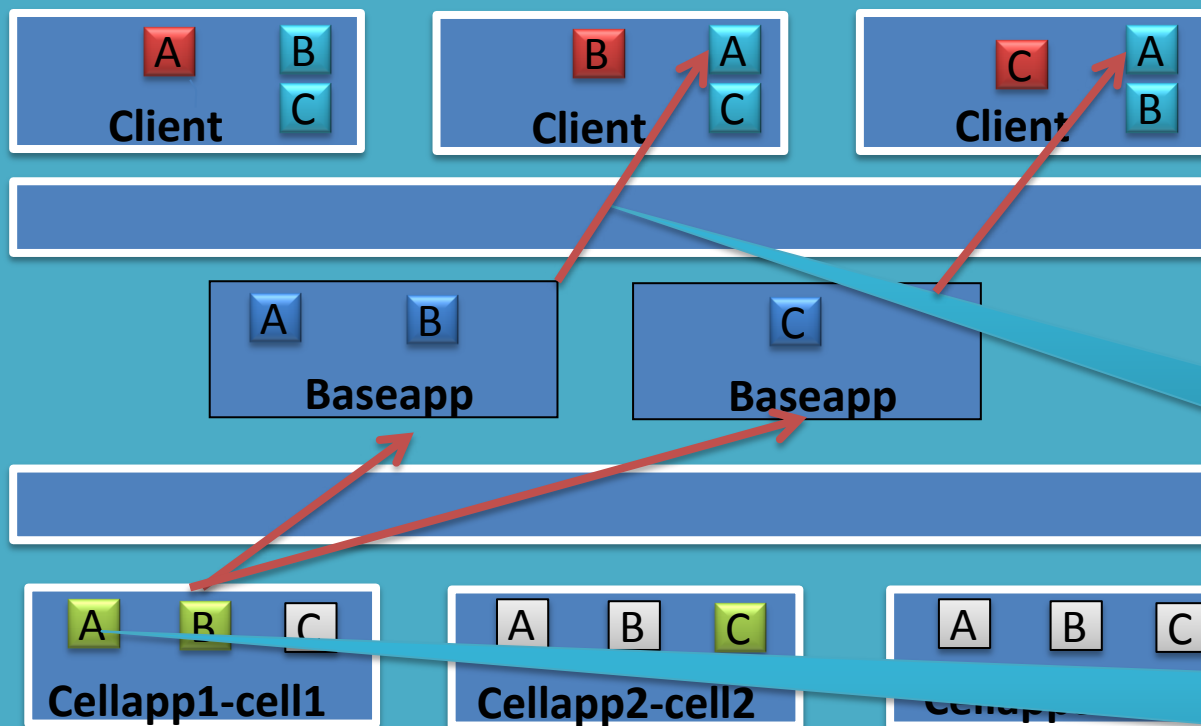 A B A A
B C C
C C B
Client Client Client
A B C
Baseapp Baseapp
A B C A B C A B C
Cellapp1-cell1 Cellapp2-cell2